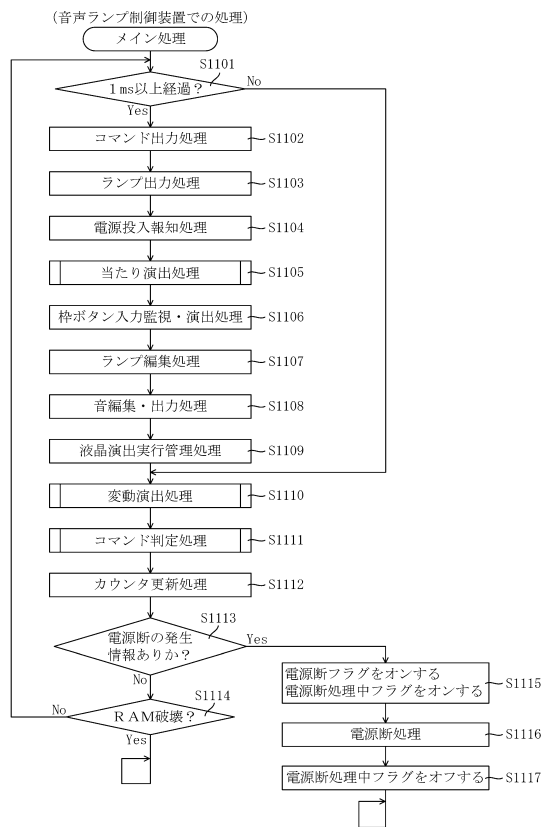 (音声ランプ制御装置での処理)
メイン処理
S1101
1ms以上経過?
No
Yes
コマンド出力処理
S1102
ランプ出力処理
S1103
電源投入報知処理
S1104
当たり演出処理
S1105
枠ボタン入力監視・演出処理
S1106
ランプ編集処理
S1107
音編集・出力処理
S1108
液晶演出実行管理処理
S1109
変動演出処理
S1110
コマンド判定処理
S1111
カウンタ更新処理
S1112
S1113
電源断の発生
情報ありか?
Yes
No
S1114
RAM破壊?
No
Yes
電源断フラグをオンする
電源断処理中フラグをオンする
S1115
電源断処理
S1116
電源断処理中フラグをオフする
S1117